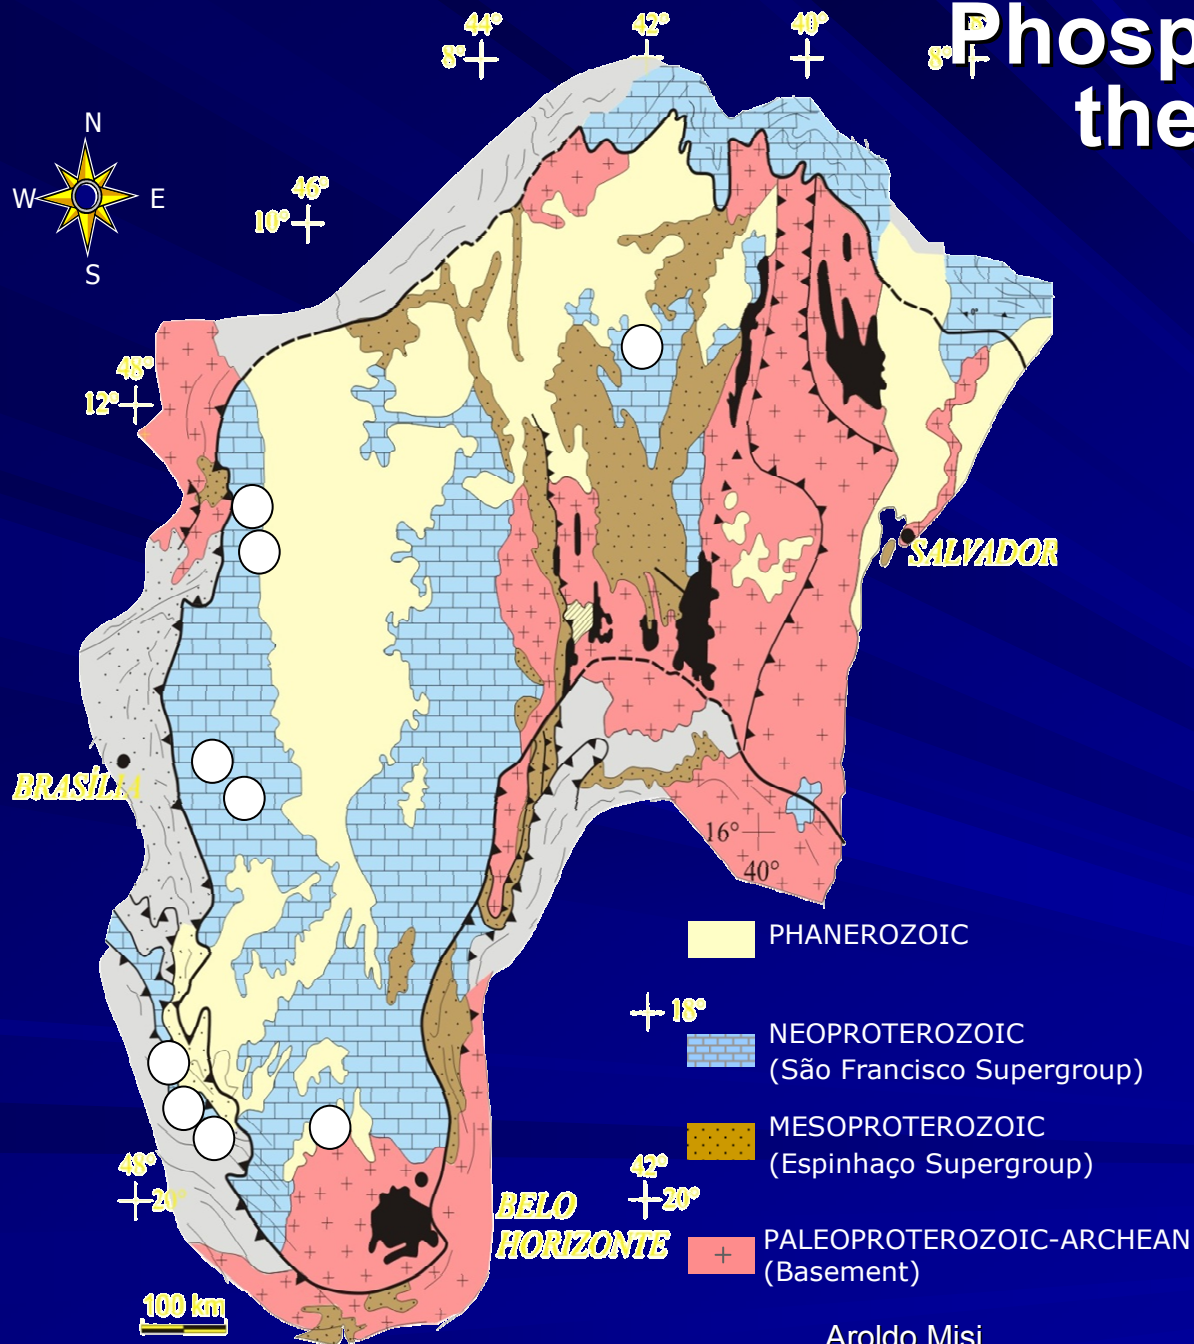 Phosp
the
44°
42°
40°
8°
8°
N
W
E
S
46°
10°
48°
12°
SALVADOR
BRASÍLIA
16°
40°
PHANEROZOIC
18°
NEOPROTEROZOIC
(São Francisco Supergroup)
MESOPROTEROZOIC
(Espinhaço Supergroup)
48°
20°
42°
20°
BELO
HORIZONTE
PALEOPROTEROZOIC-ARCHEAN
(Basement)
100 km
Aroldo Misi